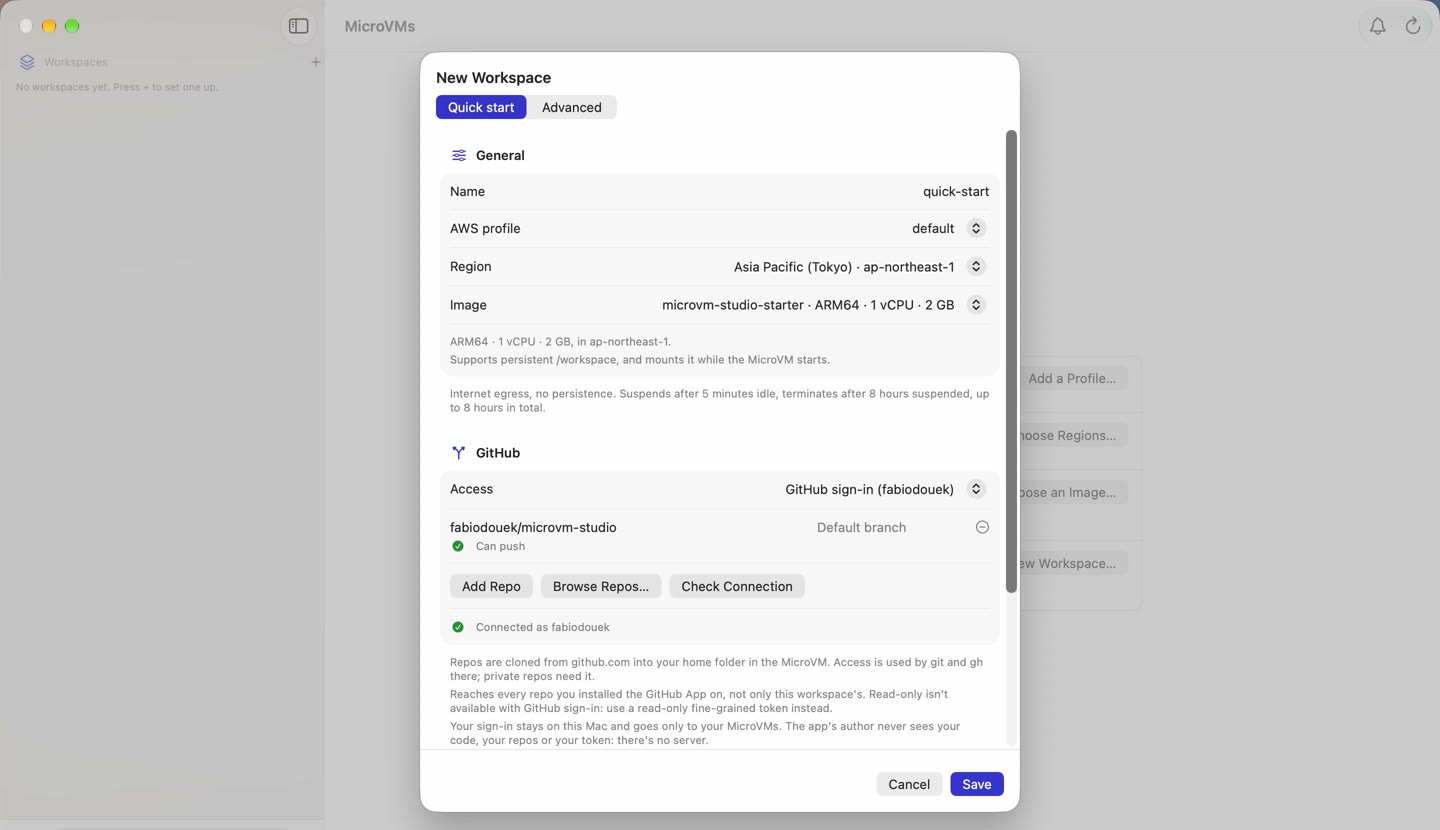 MicroVMs
Workspaces
+
No workspaces yet. Press + to set one up.
New Workspace
Quick start
Advanced
General
Name
quick-start
AWS profile
default
Region
Asia Pacific (Tokyo) · ap-northeast-1
Image
microvm-studio-starter · ARM64 · 1 vCPU · 2 GB
ARM64 · 1 vCPU · 2 GB, in ap-northeast-1.
Supports persistent /workspace, and mounts it while the MicroVM starts.
Internet egress, no persistence. Suspends after 5 minutes idle, terminates after 8 hours suspended, up
to 8 hours in total.
GitHub
Access
GitHub sign-in (fabiodouek)
fabiodouek/microvm-studio
Default branch
Can push
Add Repo
Browse Repos...
Check Connection
Connected as fabiodouek
Repos are cloned from github.com into your home folder in the MicroVM. Access is used by git and gh
there; private repos need it.
Reaches every repo you installed the GitHub App on, not only this workspace's. Read-only isn't
available with GitHub sign-in: use a read-only fine-grained token instead.
Your sign-in stays on this Mac and goes only to your MicroVMs. The app's author never sees your
code, your repos or your token: there's no server.
Cancel
Save
Add a Profile...
hoose Regions...
ose an Image...
ew Workspace...